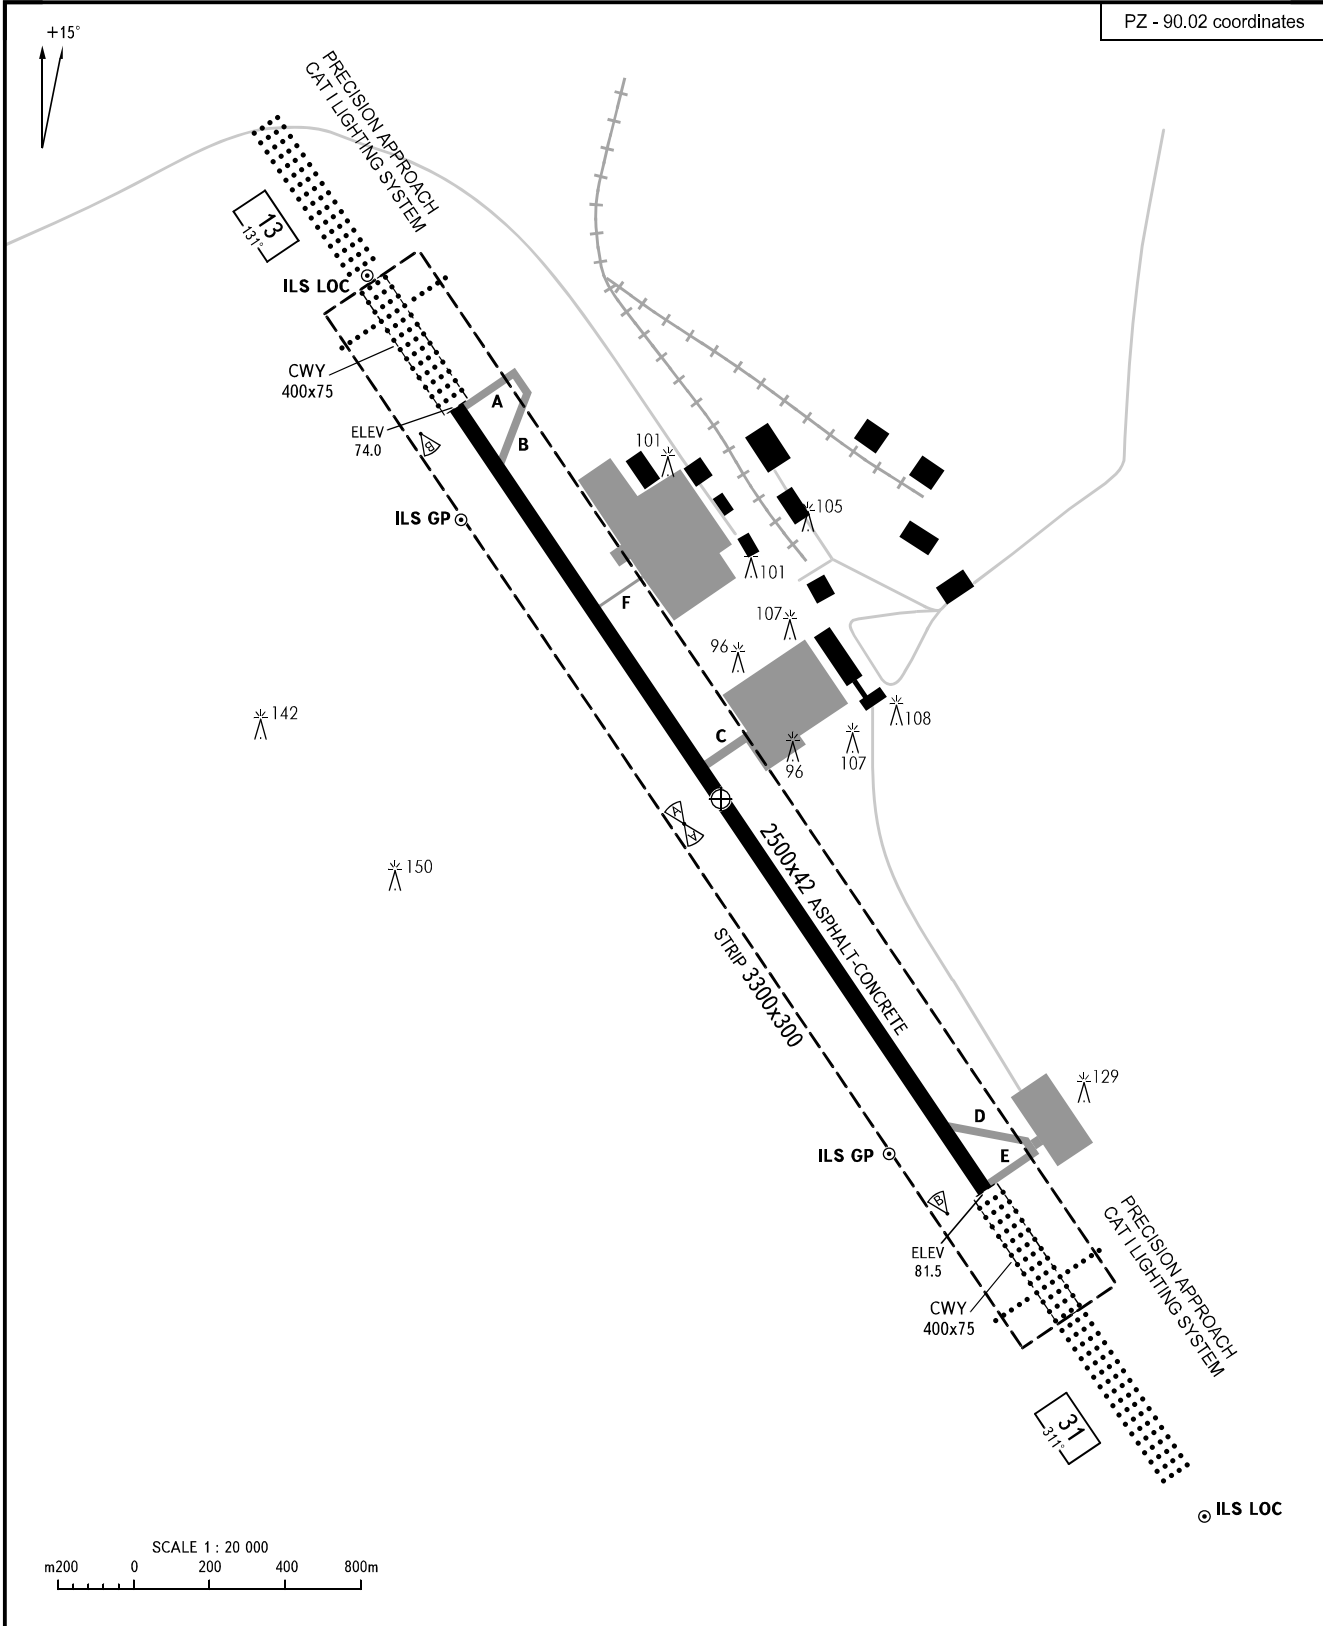 PZ - 90.02 coordinates
+15°
PRECISION APPROACH
CAT I LIGHTING SYSTEM
13
131°
ILS LOC
CWY
400x75
A
ELEV
74.0
B
B
101
105
ILS GP
101
F
107
96
142
C
108
107
96
A
A
2500x42 ASPHALT-CONCRETE
150
STRIP 3300x300
129
D
ILS GP
E
B
PRECISION APPROACH
CAT I LIGHTING SYSTEM
ELEV
81.5
CWY
400x75
31
311°
ILS LOC
SCALE 1 : 20 000
m200 0 200 400 800m